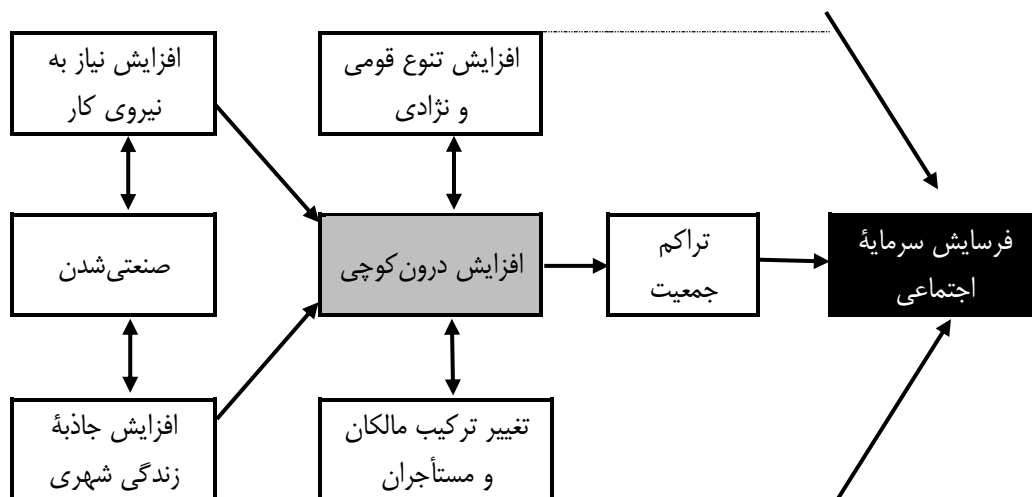 افزایش نیاز به
نیروی کار
افزایش تنوع قومی
و نژادی
صنعتی‌شدن
افزایش درون‌کوچی
تراکم
جمعیت
فرسایش سرمایهٔ
اجتماعی
افزایش جاذبهٔ
زندگی شهری
تغییر ترکیب مالکان
و مستأجران